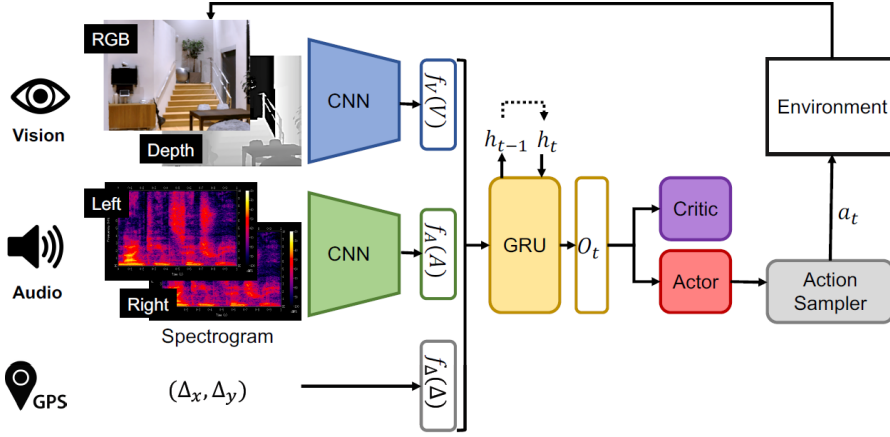 RGB
Depth
Vision
CNN
f_V(V)
Left
Right
Spectrogram
Audio
CNN
f_A(A)
GPS
(Δ_x, Δ_y)
f_Δ(Δ)
h_{t-1}
h_t
GRU
O_t
Critic
Actor
Action
Sampler
a_t
Environment